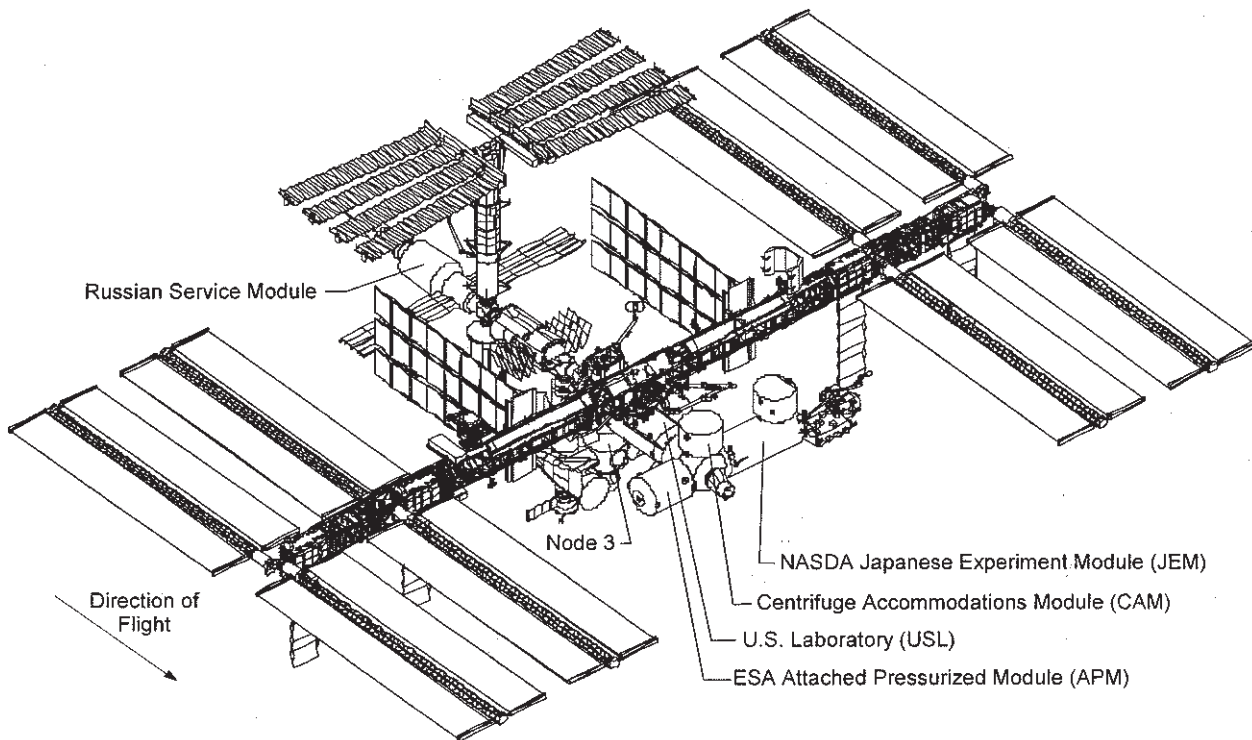 Russian Service Module
Node 3
NASDA Japanese Experiment Module (JEM)
Direction of
Flight
Centrifuge Accommodations Module (CAM)
U.S. Laboratory (USL)
ESA Attached Pressurized Module (APM)